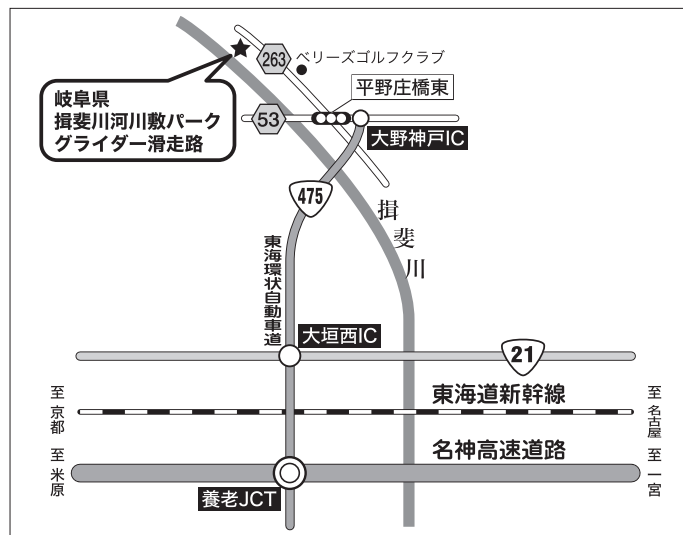 263
ベリーズゴルフクラブ
平野庄橋東
岐阜県
揖斐川河川敷パーク
グライダー滑走路
53
大野神戸IC
475
揖斐川
東海環状自動車道
大垣西IC
21
至京都
東海道新幹線
至名古屋
至米原
名神高速道路
至一宮
養老JCT